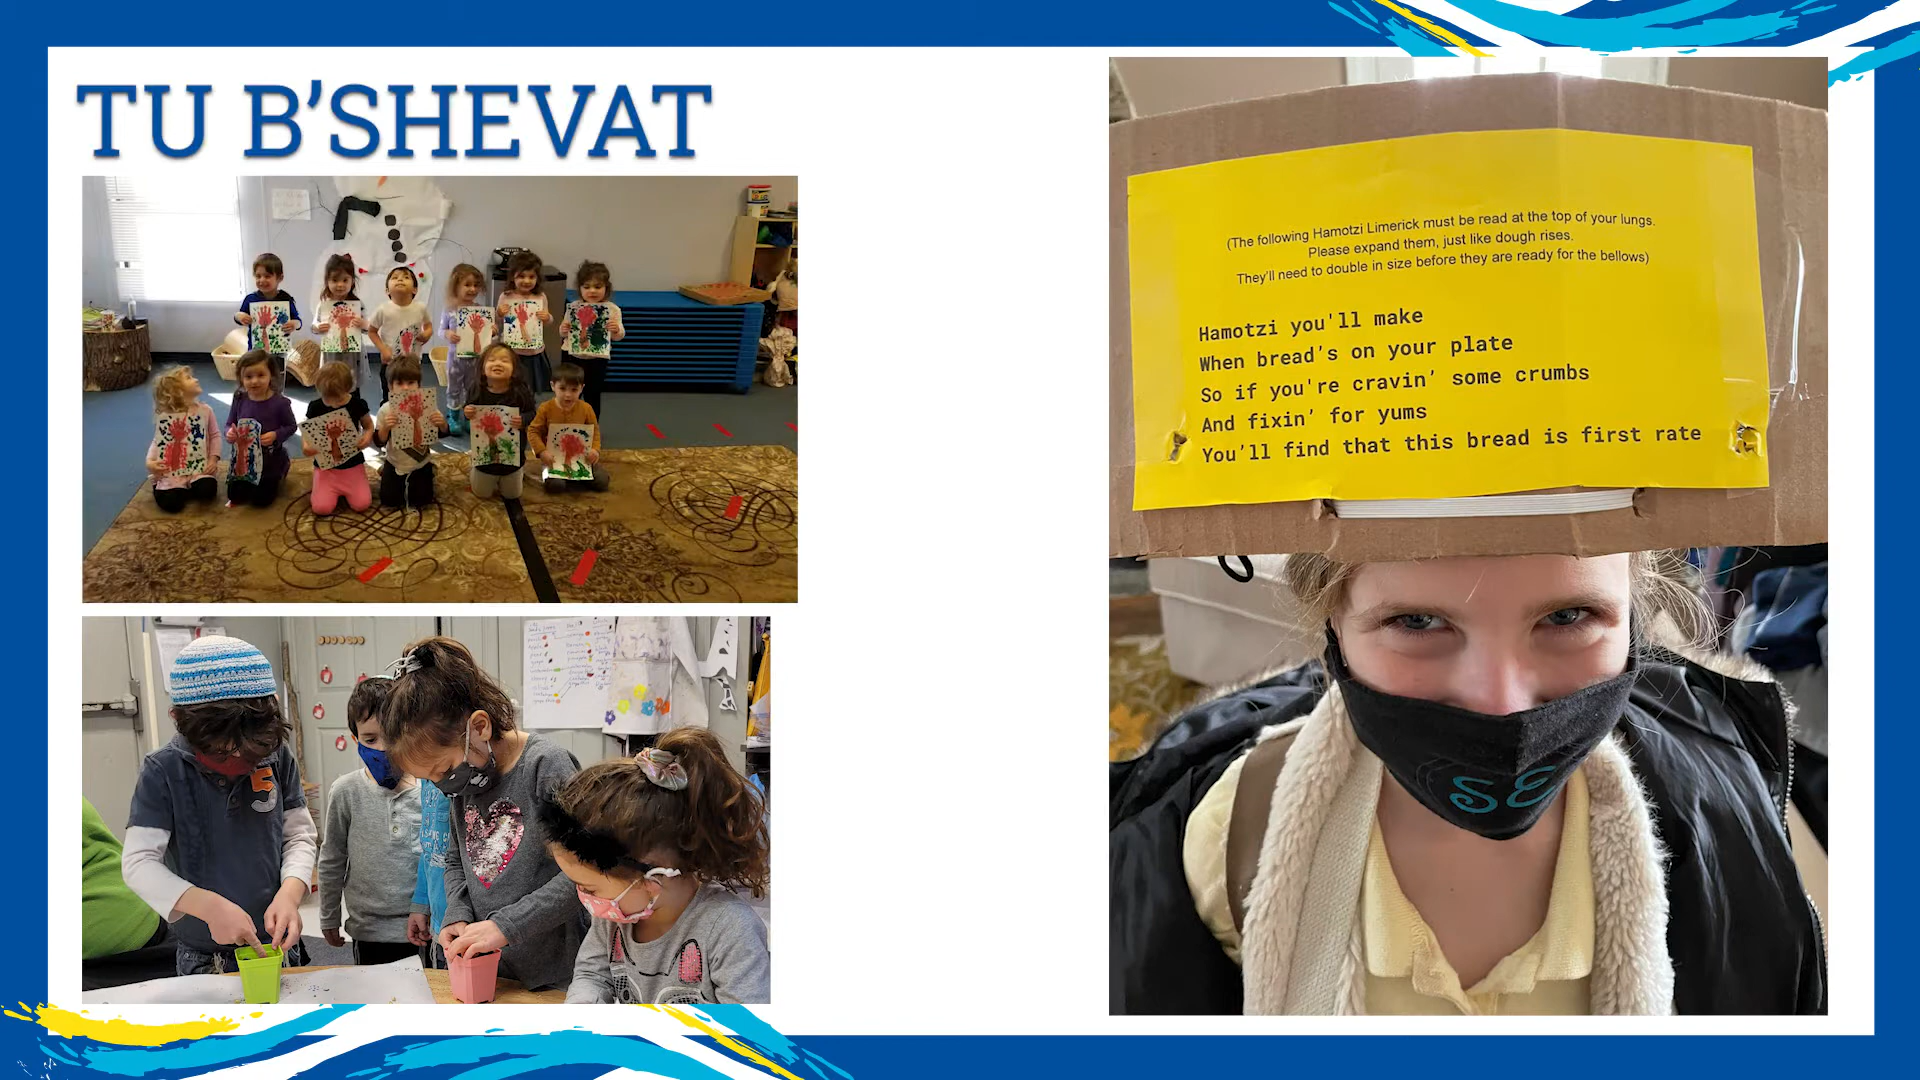 TU B’SHEVAT
(The following Hamotzi Limerick must be read at the top of your lungs.
Please expand them, just like dough rises.
They'll need to double in size before they are ready for the bellows)
Hamotzi you'll make
When bread’s on your plate
So if you're cravin’ some crumbs
And fixin’ for yums
You’ll find that this bread is first rate
5
SE